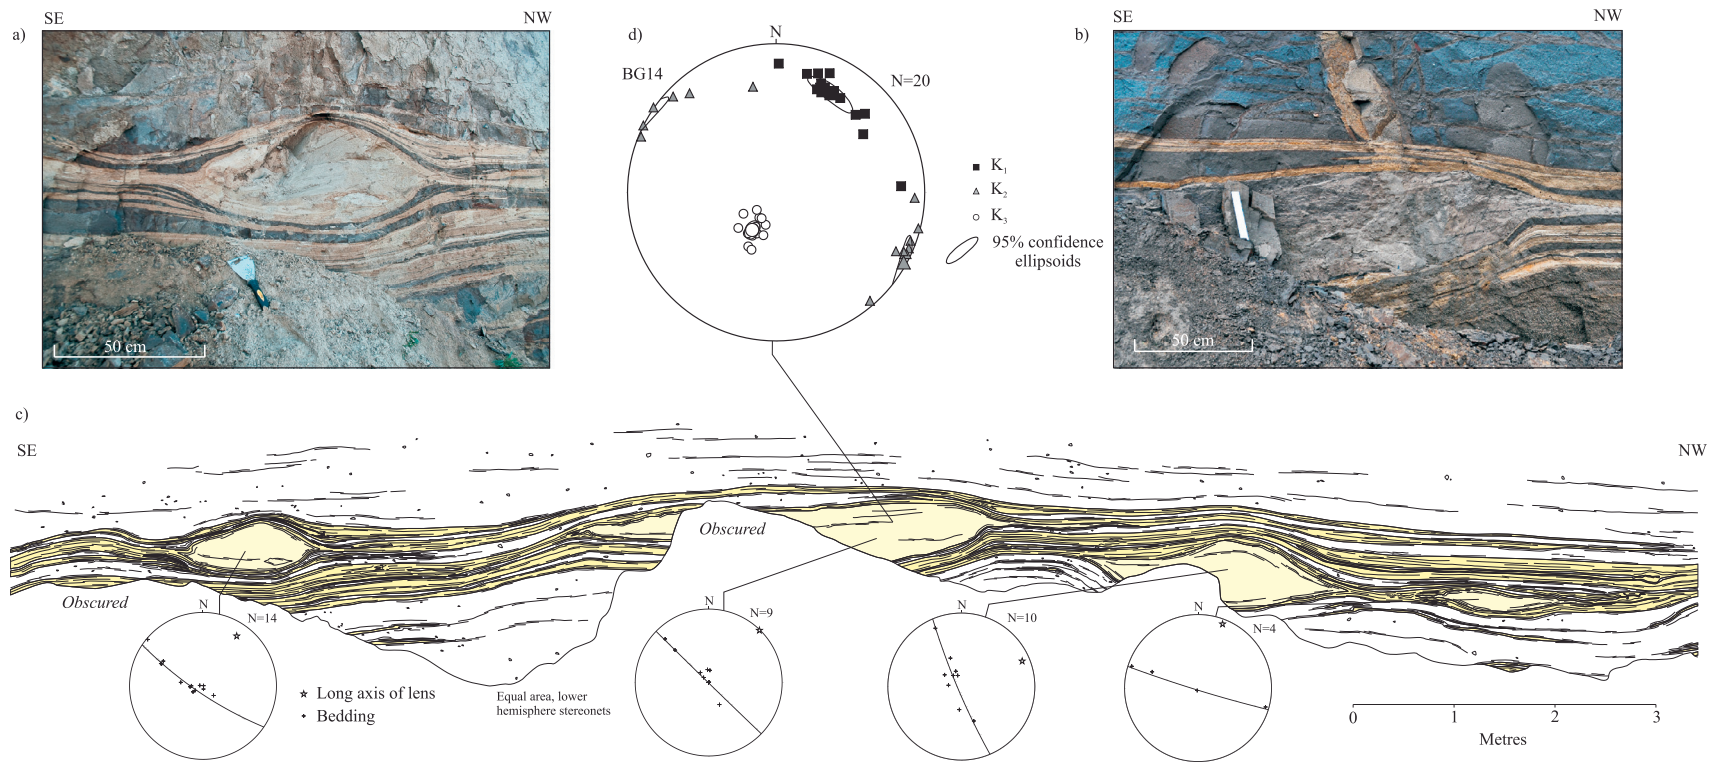 SE
NW
a)
50 cm
d)
N
BG14
N=20
K1
K2
K3
95% confidence
ellipsoids
SE
NW
b)
50 cm
c)
SE
NW
Obscured
Obscured
N
N=14
Long axis of lens
Bedding
Equal area, lower
hemisphere stereonets
N
N=9
N
N=10
N
N=4
0 1 2 3
Metres